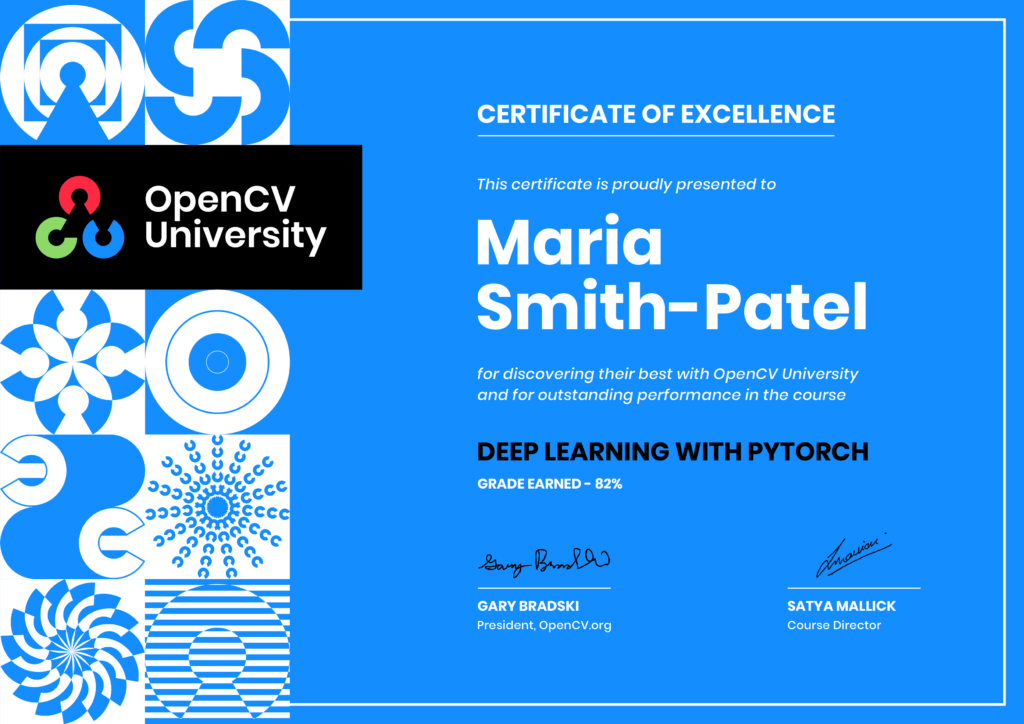 OpenCV
University
CERTIFICATE OF EXCELLENCE
This certificate is proudly presented to
Maria
Smith-Patel
for discovering their best with OpenCV University
and for outstanding performance in the course
DEEP LEARNING WITH PYTORCH
GRADE EARNED - 82%
Gary Bradski
GARY BRADSKI
President, OpenCV.org
SATYA MALLICK
Course Director